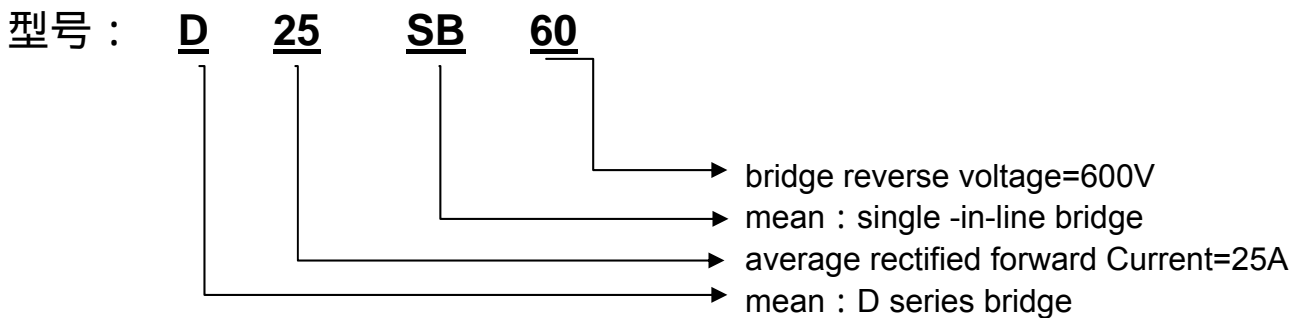 型号： D 25 SB 60
bridge reverse voltage=600V
mean：single -in-line bridge
average rectified forward Current=25A
mean：D series bridge